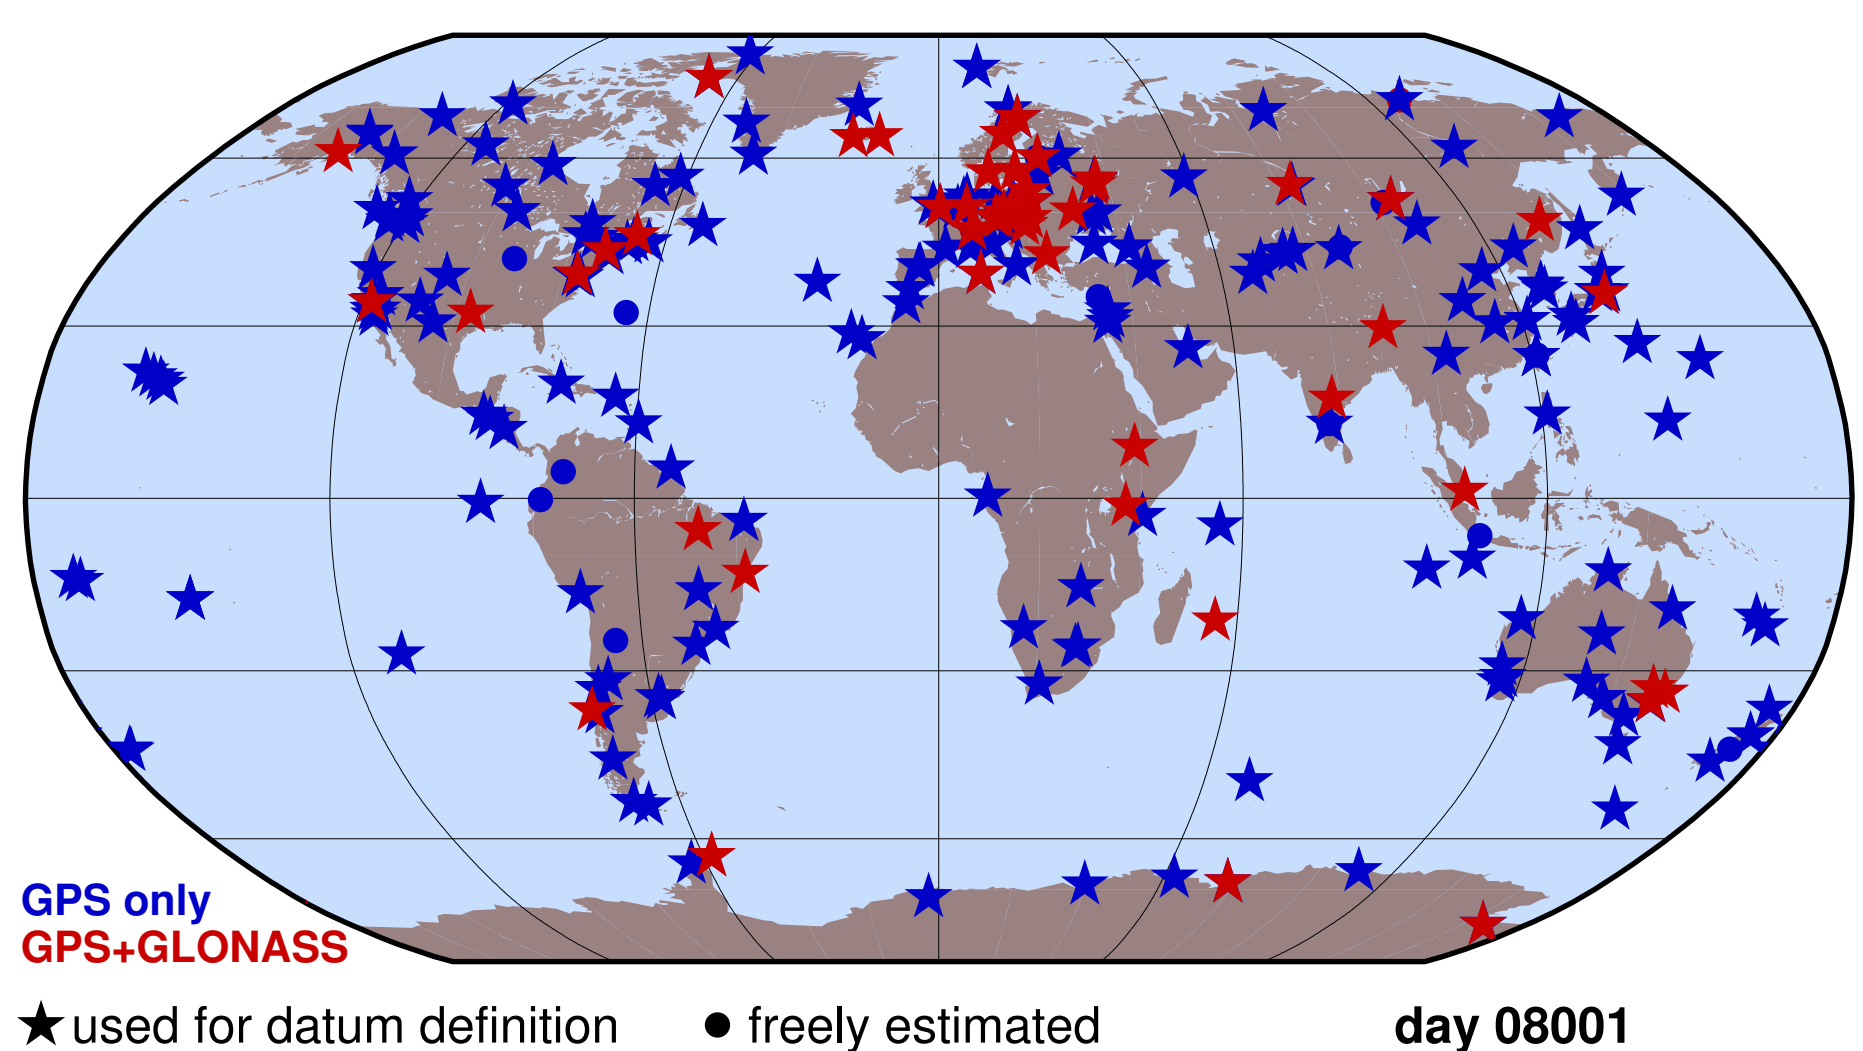 GPS only
GPS+GLONASS
used for datum definition
freely estimated
day 08001